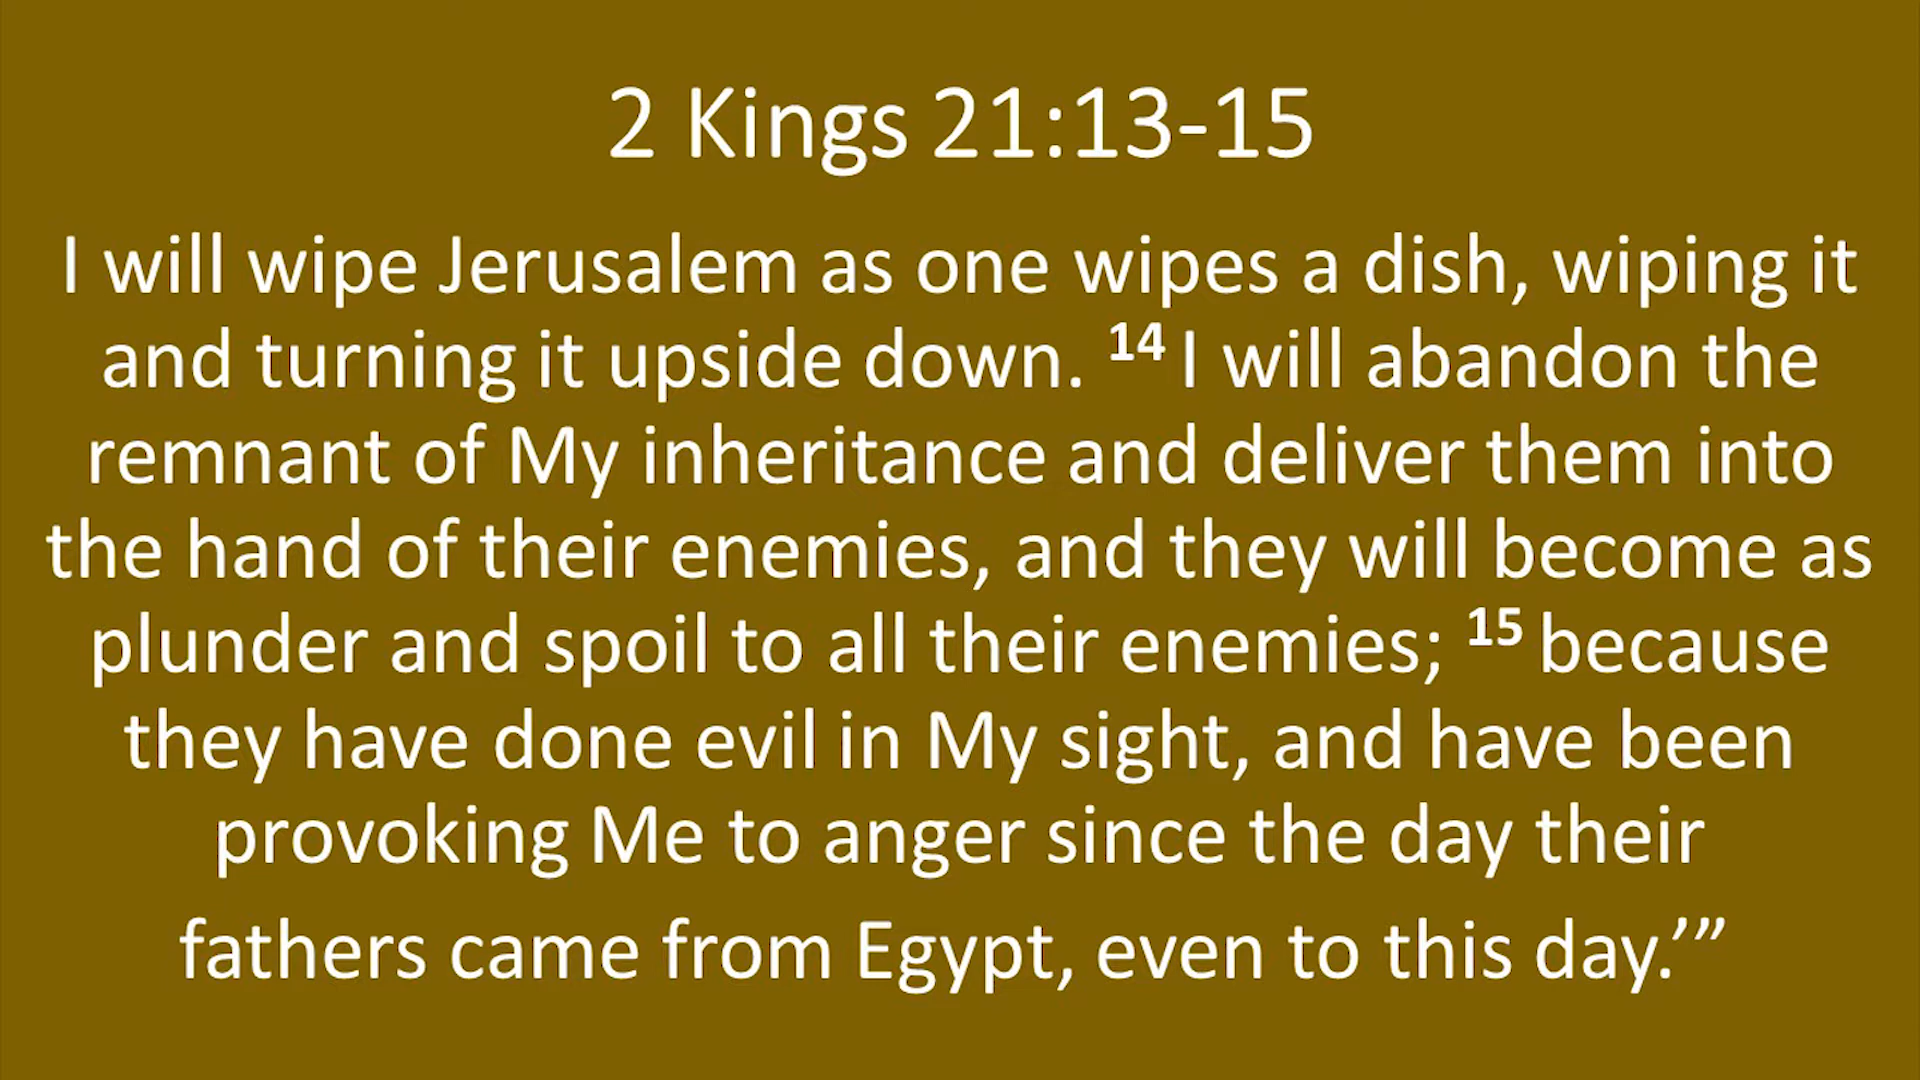 2 Kings 21:13-15
I will wipe Jerusalem as one wipes a dish, wiping it
and turning it upside down. 14 I will abandon the
remnant of My inheritance and deliver them into
the hand of their enemies, and they will become as
plunder and spoil to all their enemies; 15 because
they have done evil in My sight, and have been
provoking Me to anger since the day their
fathers came from Egypt, even to this day.’”